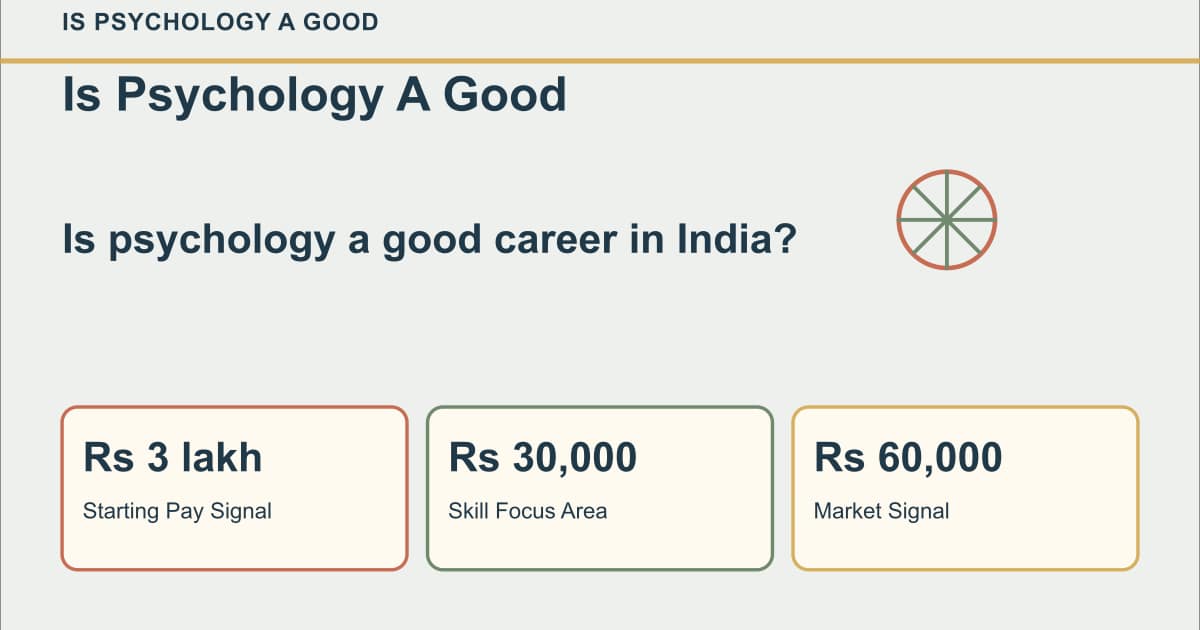 IS PSYCHOLOGY A GOOD
Is Psychology A Good
Is psychology a good career in India?
Rs 3 lakh
Starting Pay Signal
Rs 30,000
Skill Focus Area
Rs 60,000
Market Signal